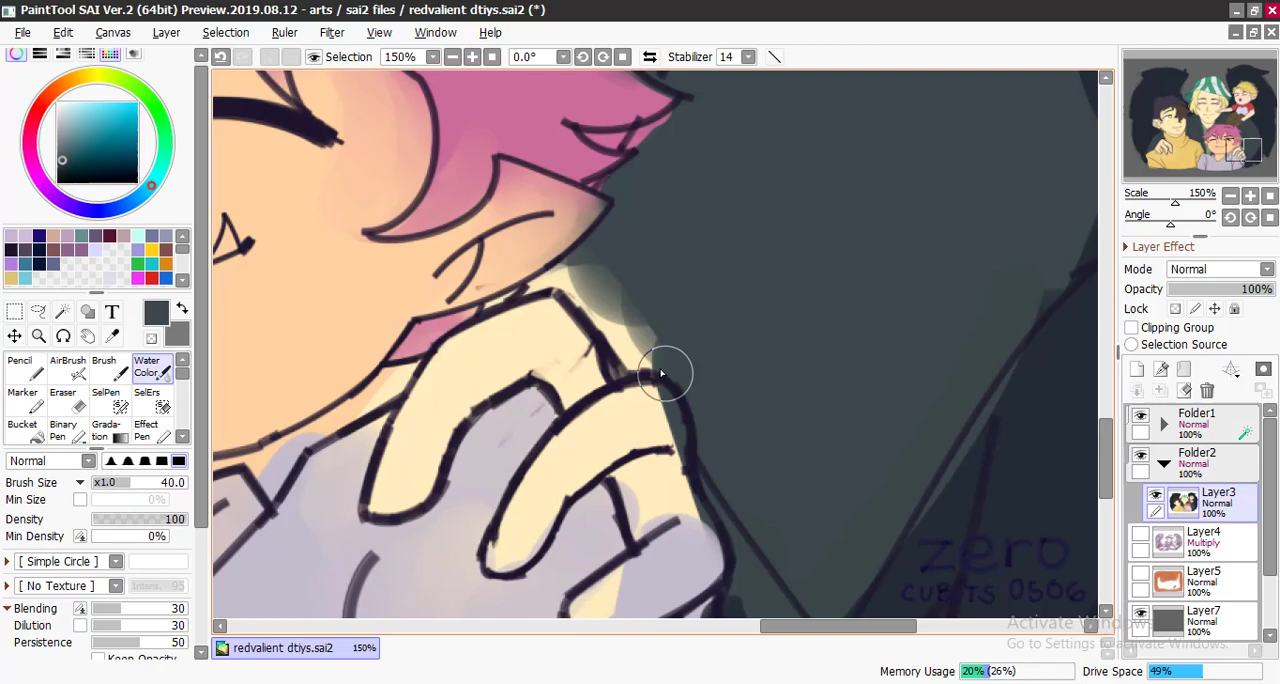 PaintTool SAI Ver.2 (64bit) Preview.2019.08.12 - arts / sai2 files / redvalient dtiys.sai2 (*)
File Edit Canvas Layer Selection Ruler Filter View Window Help
Selection 150% 0.0° Stabilizer 14
Scale 150%
Angle 0°
Layer Effect
Mode Normal
Opacity 100%
Lock
Clipping Group
Selection Source
T
Pencil AirBrush Brush Water Color
Marker Eraser SelPen SelErs
Bucket Binary Pen Grada-tion Effect Pen
Normal
Brush Size x1.0 40.0
Min Size 0%
Density 100
Min Density 0%
[ Simple Circle ]
[ No Texture ] Intens. 95
Blending 30
Dilution 30
Persistence 50
Keep Opacity
Folder1
Normal
100%
Folder2
Normal
100%
Layer3
Normal
100%
Layer4
Multiply
100%
Layer5
Normal
100%
Layer7
Normal
100%
zero
CUBITS 0506
Activate Windows
Go to Settings to activate Windows.
redvalient dtiys.sai2 150%
Memory Usage 20% (26%) Drive Space 49%